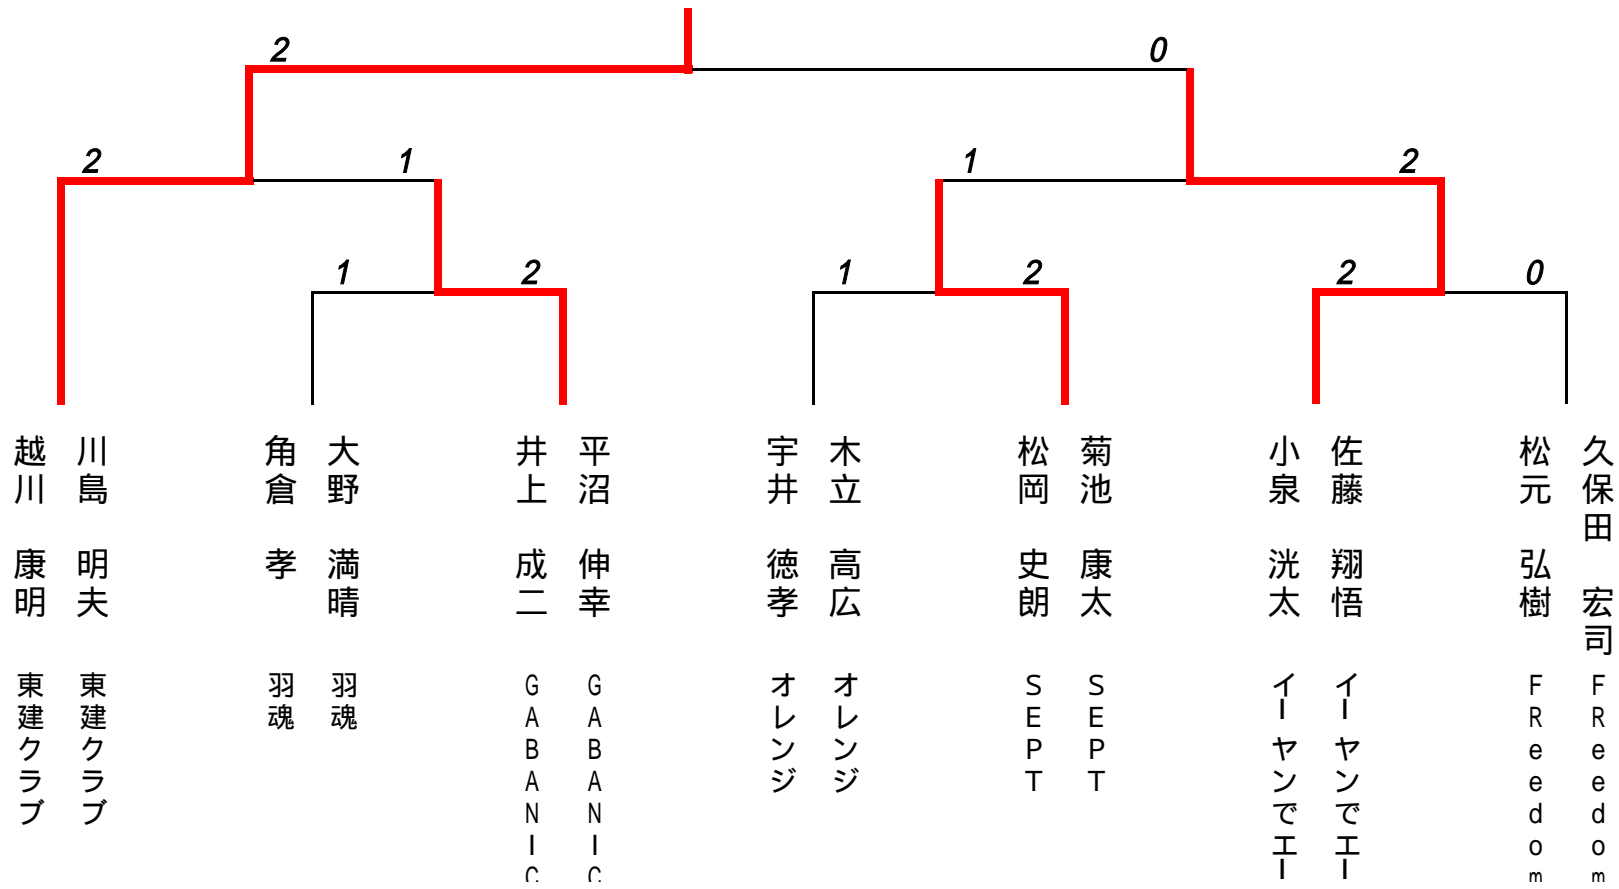 2 0
2 1 1 2
1 2 1 2 2 0
越川 康明
川島 明夫
角倉 孝
大野 満晴
井上 成二
平沼 伸幸
宇井 徳孝
木立 高広
松岡 史朗
菊池 康太
小泉 洸太
佐藤 翔悟
松元 弘樹
久保田 宏司
東建クラブ
東建クラブ
羽魂
羽魂
GABANIC
GABANIC
オレンジ
オレンジ
SEPT
SEPT
イーヤンでエー
イーヤンでエー
FReedom
FReedom